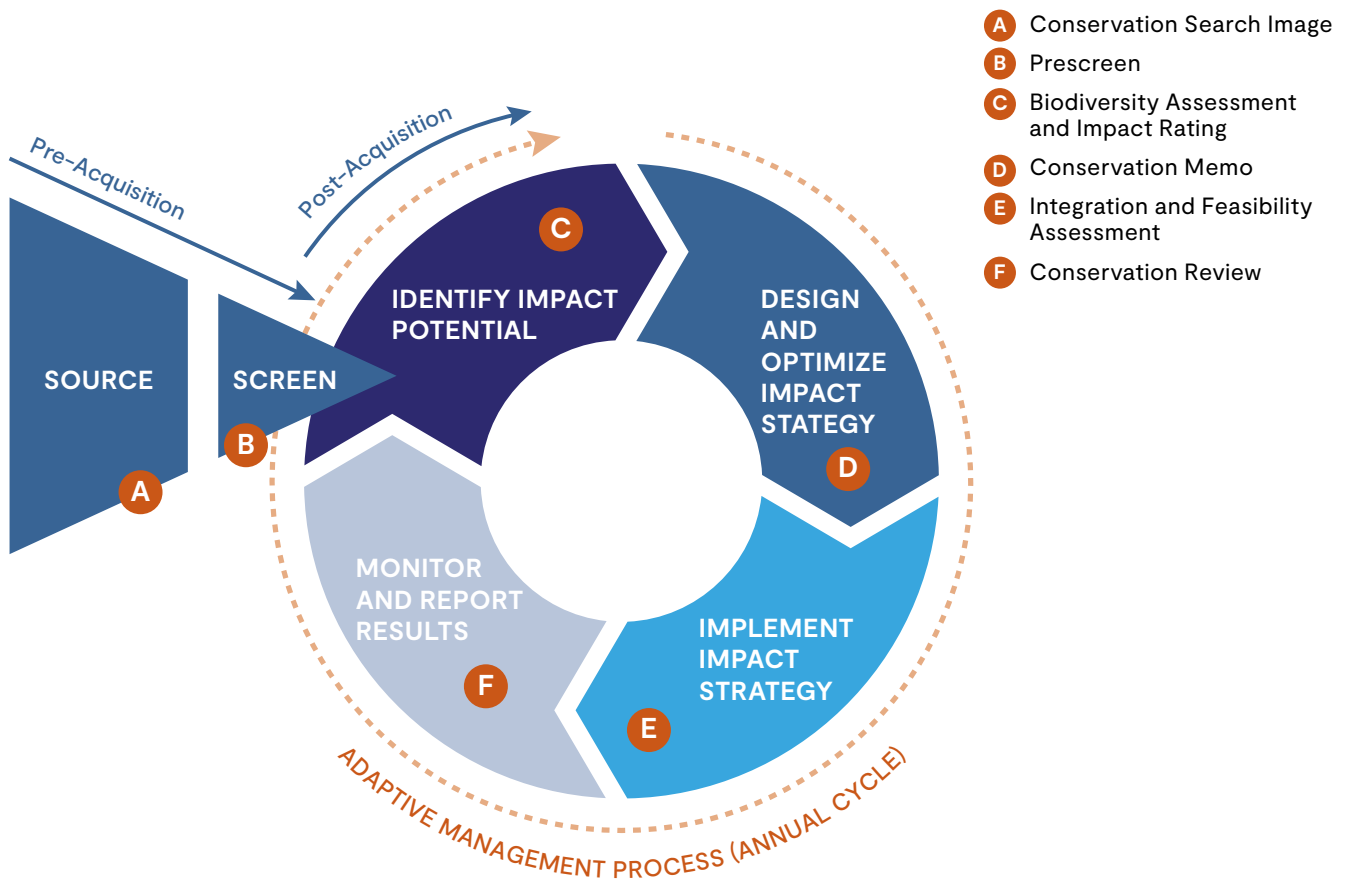 A Conservation Search Image
B Prescreen
C Biodiversity Assessment
and Impact Rating
D Conservation Memo
E Integration and Feasibility
Assessment
F Conservation Review
Pre-Acquisition
Post-Acquisition
SOURCE
A
SCREEN
B
C
IDENTIFY IMPACT
POTENTIAL
DESIGN
AND
OPTIMIZE
IMPACT
STATEGY
D
IMPLEMENT
IMPACT
STRATEGY
E
MONITOR
AND REPORT
RESULTS
F
ADAPTIVE MANAGEMENT PROCESS (ANNUAL CYCLE)